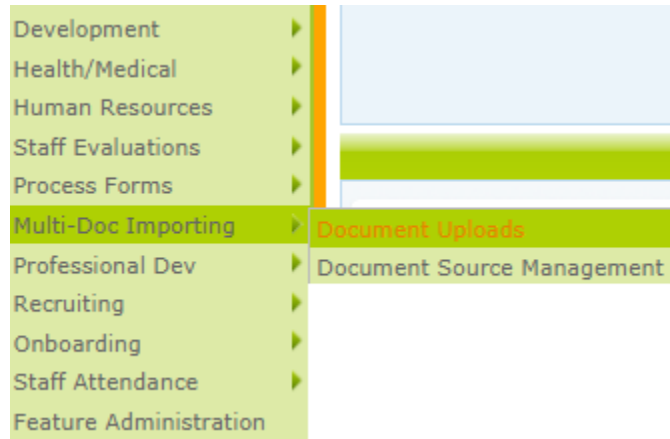 Development
Health/Medical
Human Resources
Staff Evaluations
Process Forms
Multi-Doc Importing
Document Uploads
Professional Dev
Document Source Management
Recruiting
Onboarding
Staff Attendance
Feature Administration